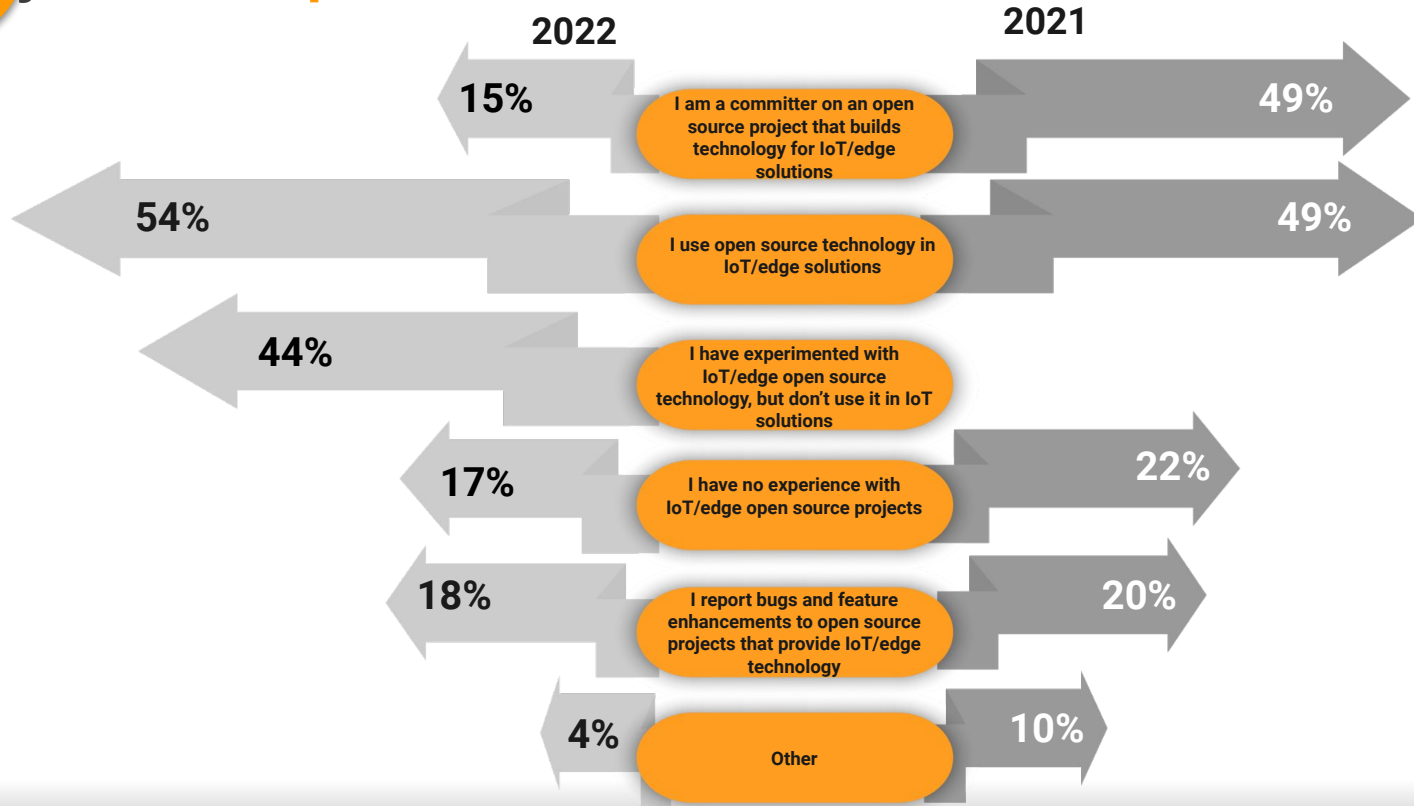 2022
2021
15%
I am a committer on an open
source project that builds
technology for IoT/edge
solutions
49%
54%
I use open source technology in
IoT/edge solutions
49%
44%
I have experimented with
IoT/edge open source
technology, but don’t use it in IoT
solutions
17%
I have no experience with
IoT/edge open source projects
22%
18%
I report bugs and feature
enhancements to open source
projects that provide IoT/edge
technology
20%
4%
Other
10%